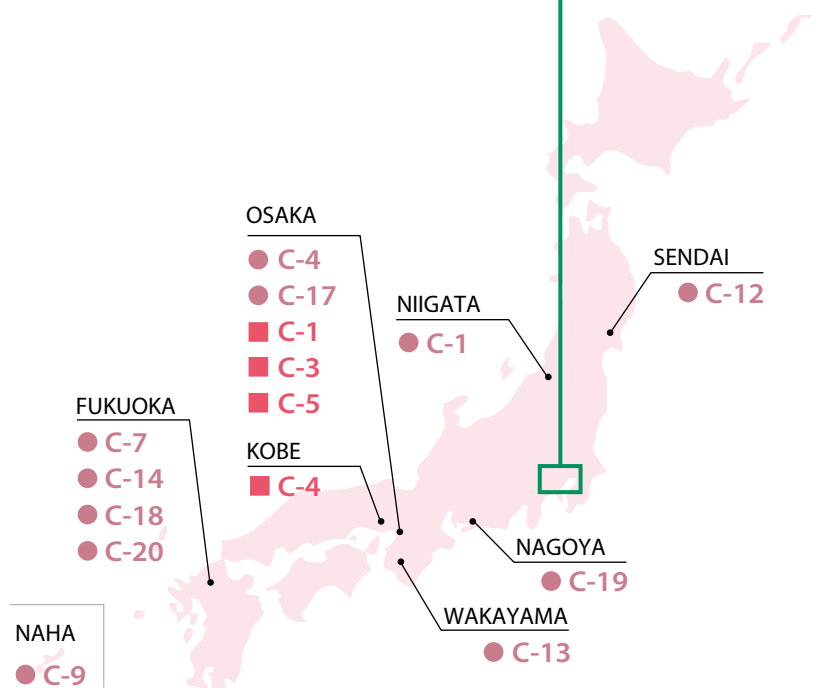 OSAKA
C-4
C-17
C-1
C-3
C-5
SENDAI
C-12
NIIGATA
C-1
FUKUOKA
C-7
C-14
C-18
C-20
KOBE
C-4
NAGOYA
C-19
WAKAYAMA
C-13
NAHA
C-9